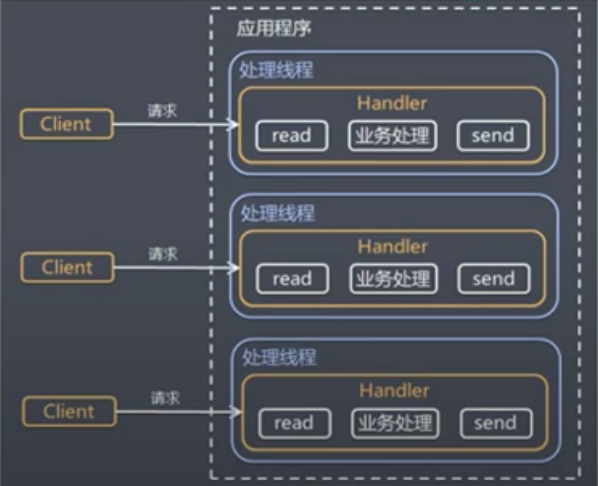 应用程序
处理线程
Handler
Client
请求
read
业务处理
send
处理线程
Handler
Client
请求
read
业务处理
send
处理线程
Handler
Client
请求
read
业务处理
send